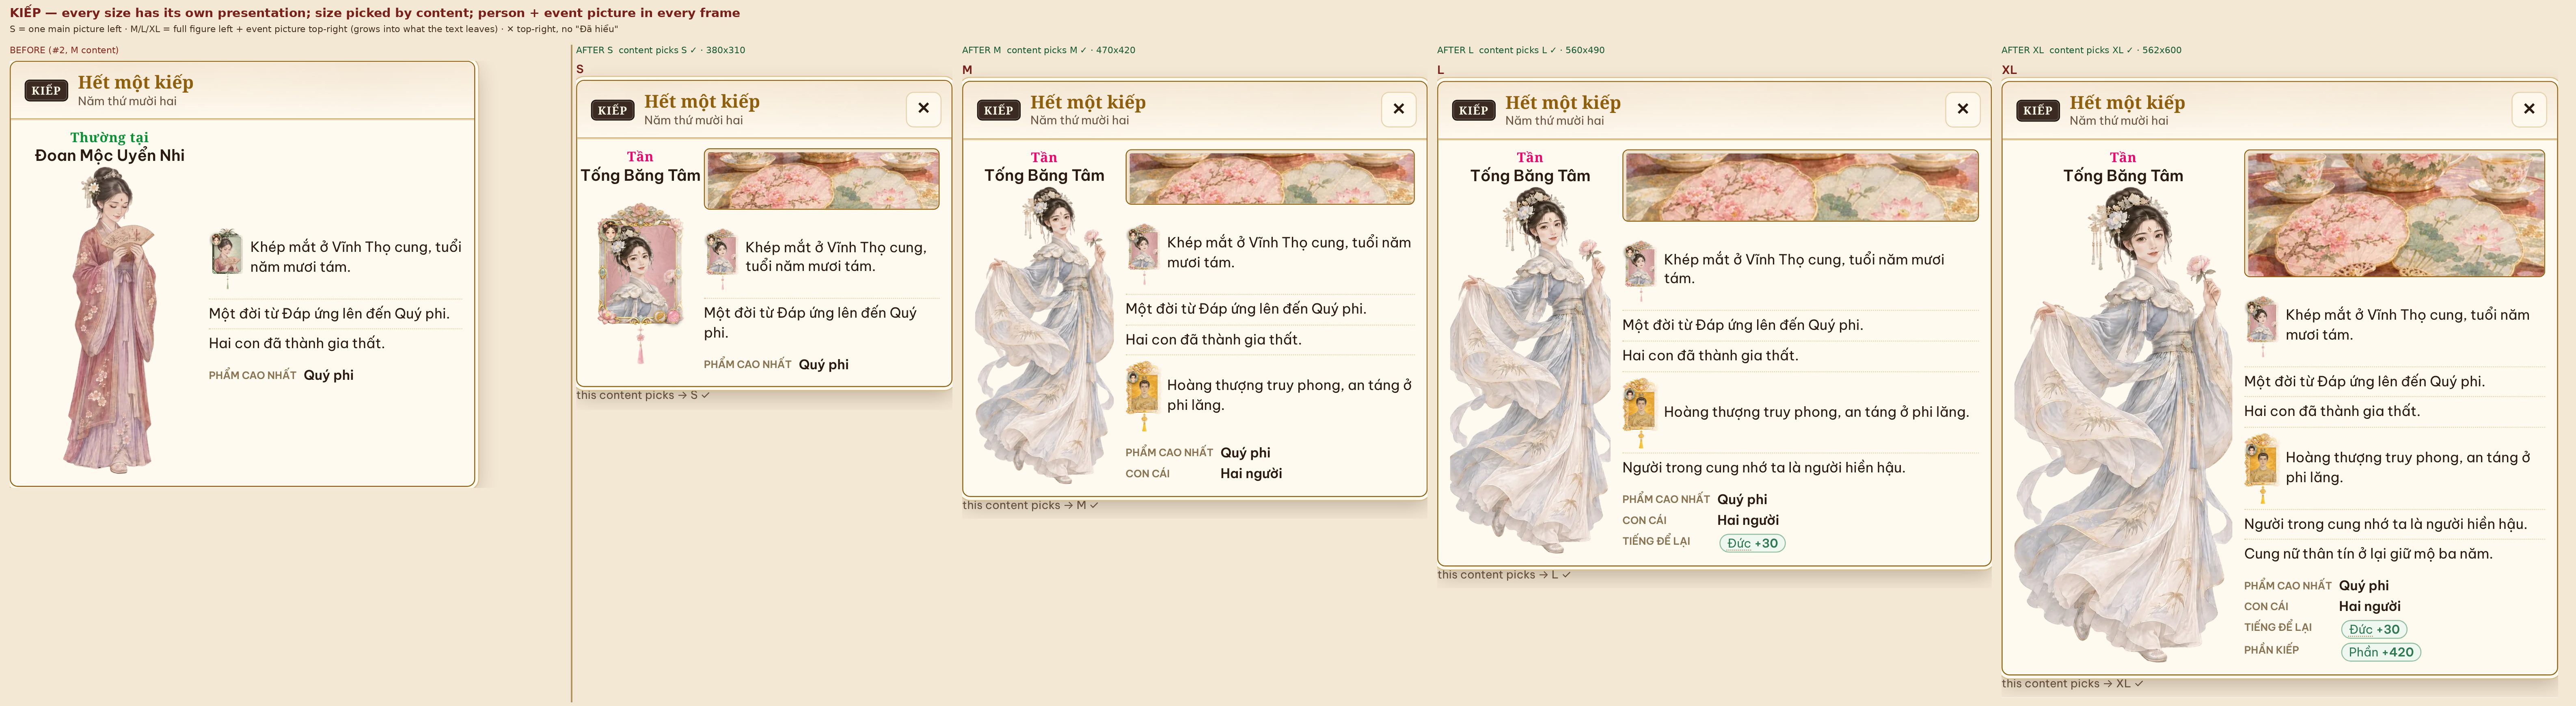 KIẾP — every size has its own presentation; size picked by content; person + event picture in every frame
S = one main picture left · M/L/XL = full figure left + event picture top-right (grows into what the text leaves) · ✕ top-right, no "Đã hiểu"
BEFORE (#2, M content)
KIẾP
Hết một kiếp
Năm thứ mười hai
Thường tại
Đoan Mộc Uyển Nhi
Khép mắt ở Vĩnh Thọ cung, tuổi
năm mươi tám.
Một đời từ Đáp ứng lên đến Quý phi.
Hai con đã thành gia thất.
PHẨM CAO NHẤT Quý phi
AFTER S content picks S ✓ · 380x310
S
KIẾP
Hết một kiếp
Năm thứ mười hai
✕
Tần
Tống Băng Tâm
Khép mắt ở Vĩnh Thọ cung,
tuổi năm mươi tám.
Một đời từ Đáp ứng lên đến Quý
phi.
PHẨM CAO NHẤT Quý phi
this content picks → S ✓
AFTER M content picks M ✓ · 470x420
M
KIẾP
Hết một kiếp
Năm thứ mười hai
✕
Tần
Tống Băng Tâm
Khép mắt ở Vĩnh Thọ cung, tuổi năm
mươi tám.
Một đời từ Đáp ứng lên đến Quý phi.
Hai con đã thành gia thất.
Hoàng thượng truy phong, an táng ở
phi lăng.
PHẨM CAO NHẤT Quý phi
CON CÁI Hai người
this content picks → M ✓
AFTER L content picks L ✓ · 560x490
L
KIẾP
Hết một kiếp
Năm thứ mười hai
✕
Tần
Tống Băng Tâm
Khép mắt ở Vĩnh Thọ cung, tuổi năm mươi
tám.
Một đời từ Đáp ứng lên đến Quý phi.
Hai con đã thành gia thất.
Hoàng thượng truy phong, an táng ở phi lăng.
Người trong cung nhớ ta là người hiền hậu.
PHẨM CAO NHẤT Quý phi
CON CÁI Hai người
TIẾNG ĐỂ LẠI Đức +30
this content picks → L ✓
AFTER XL content picks XL ✓ · 562x600
XL
KIẾP
Hết một kiếp
Năm thứ mười hai
✕
Tần
Tống Băng Tâm
Khép mắt ở Vĩnh Thọ cung, tuổi năm
mươi tám.
Một đời từ Đáp ứng lên đến Quý phi.
Hai con đã thành gia thất.
Hoàng thượng truy phong, an táng ở
phi lăng.
Người trong cung nhớ ta là người hiền hậu.
Cung nữ thân tín ở lại giữ mộ ba năm.
PHẨM CAO NHẤT Quý phi
CON CÁI Hai người
TIẾNG ĐỂ LẠI Đức +30
PHẦN KIẾP Phần +420
this content picks → XL ✓